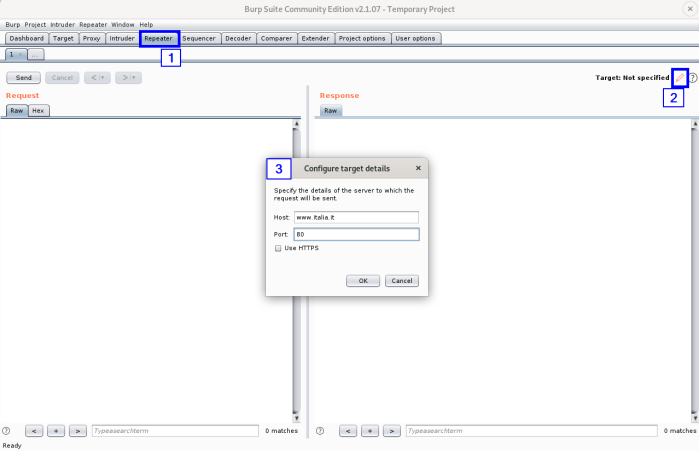 Burp Suite Community Edition v2.1.07 - Temporary Project
Burp Project Intruder Repeater Window Help
Dashboard Target Proxy Intruder Repeater Sequencer Decoder Comparer Extender Project options User options
1 × ...
1
Send Cancel < | ▼ > | ▼ Target: Not specified ?
2
Request Response
Raw Hex Raw
3 Configure target details ×
Specify the details of the server to which the
request will be sent.
Host: www.italia.it
Port: 80
Use HTTPS
OK Cancel
? < + > Typeasearchterm 0 matches ? < + > Typeasearchterm 0 matches
Ready